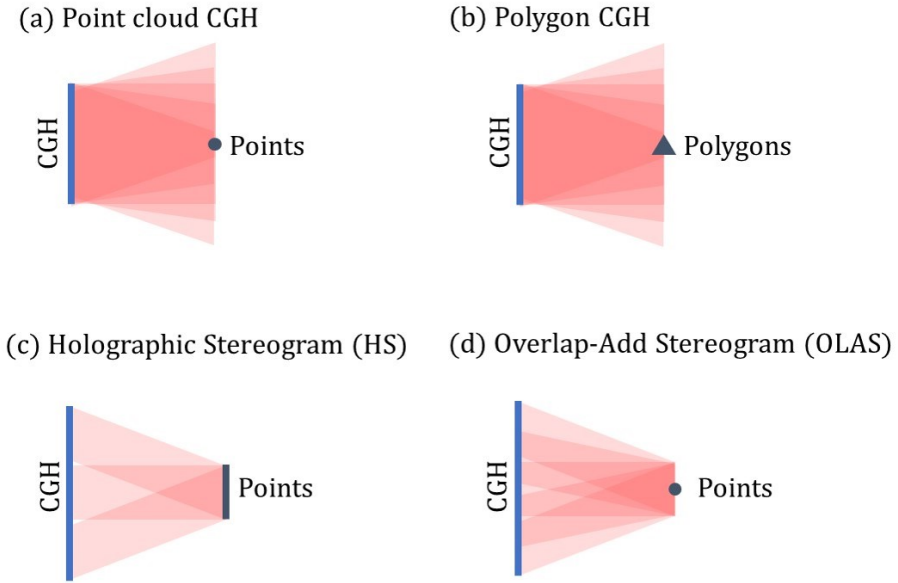 (a) Point cloud CGH
(b) Polygon CGH
CGH
Points
CGH
Polygons
(c) Holographic Stereogram (HS)
(d) Overlap-Add Stereogram (OLAS)
CGH
Points
CGH
Points